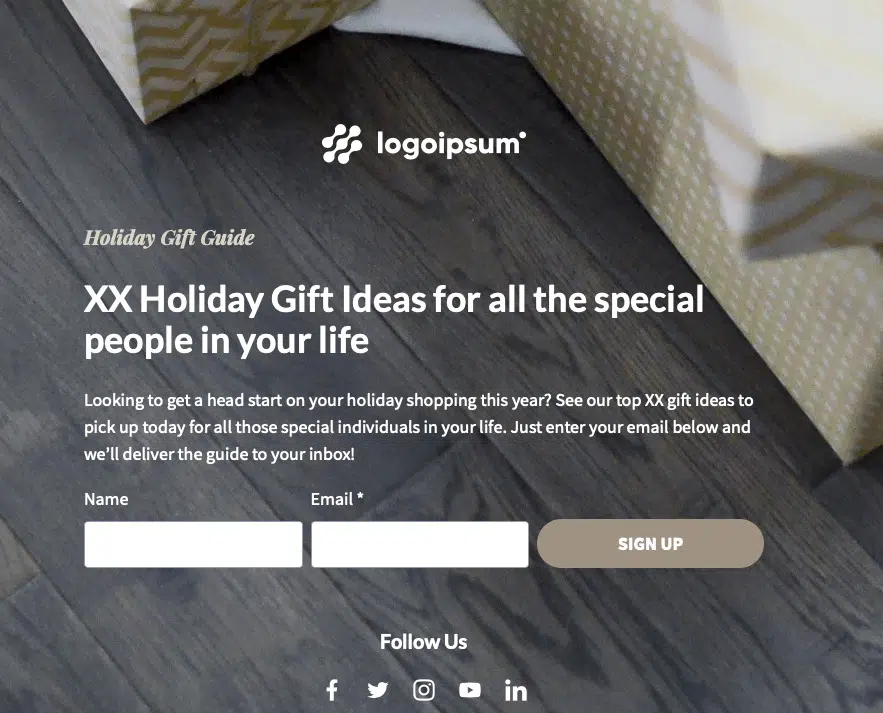 logoipsum
Holiday Gift Guide
XX Holiday Gift Ideas for all the special
people in your life
Looking to get a head start on your holiday shopping this year? See our top XX gift ideas to
pick up today for all those special individuals in your life. Just enter your email below and
we’ll deliver the guide to your inbox!
Name Email *
SIGN UP
Follow Us